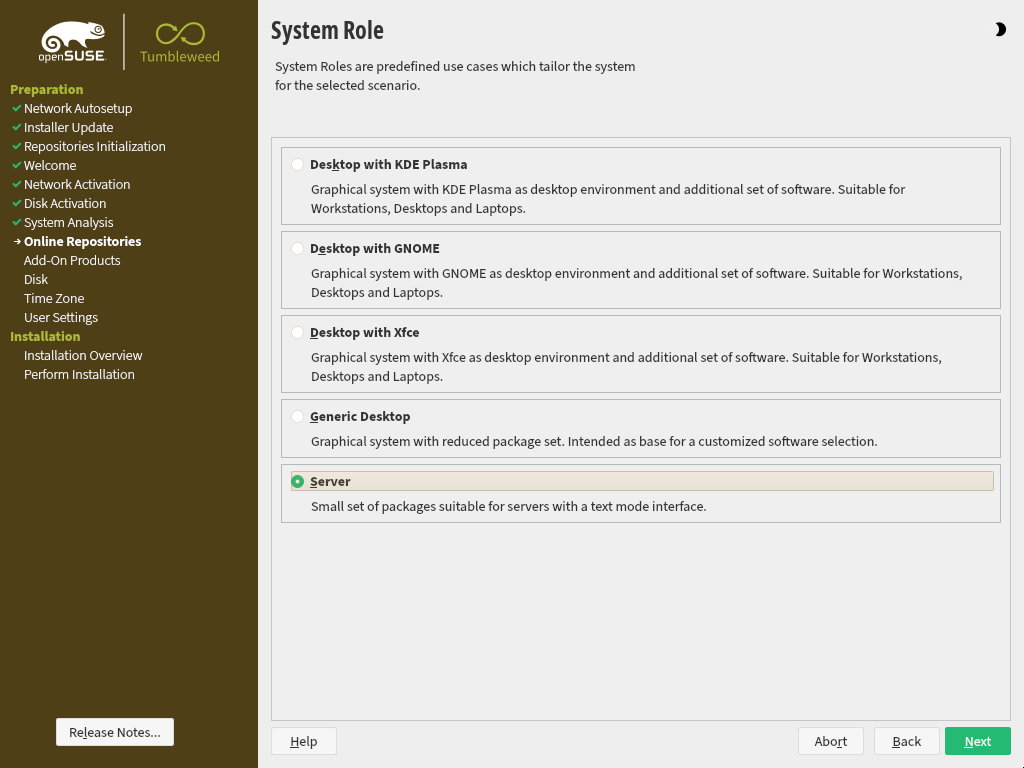 openSUSE
Tumbleweed
Preparation
Network Autosetup
Installer Update
Repositories Initialization
Welcome
Network Activation
Disk Activation
System Analysis
Online Repositories
Add-On Products
Disk
Time Zone
User Settings
Installation
Installation Overview
Perform Installation
Release Notes...
System Role
System Roles are predefined use cases which tailor the system
for the selected scenario.
Desktop with KDE Plasma
Graphical system with KDE Plasma as desktop environment and additional set of software. Suitable for
Workstations, Desktops and Laptops.
Desktop with GNOME
Graphical system with GNOME as desktop environment and additional set of software. Suitable for Workstations,
Desktops and Laptops.
Desktop with Xfce
Graphical system with Xfce as desktop environment and additional set of software. Suitable for Workstations,
Desktops and Laptops.
Generic Desktop
Graphical system with reduced package set. Intended as base for a customized software selection.
Server
Small set of packages suitable for servers with a text mode interface.
Help
Abort
Back
Next